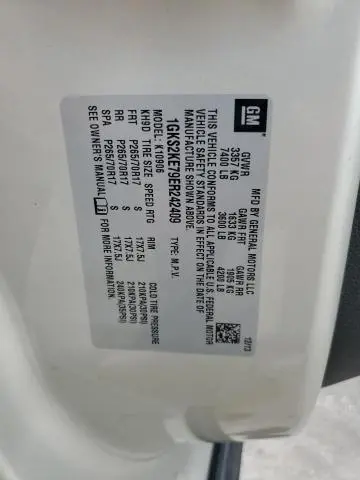 GM
MFD BY GENERAL MOTORS LLC
12/13
GVWR GAWR FRT GAWR RR
3357 KG 1633 KG 1905 KG
7400 LB 3600 LB 4200 LB
THIS VEHICLE CONFORMS TO ALL APPLICABLE U.S. FEDERAL MOTOR
VEHICLE SAFETY STANDARDS IN EFFECT ON THE DATE OF
MANUFACTURE SHOWN ABOVE.
1GKS2KE79ER242409 TYPE: M.P.V.
MODEL: K10906
KH9D TIRE SIZE SPEED RTG RIM COLD TIRE PRESSURE
FRT P265/70R17 S 17X7.5J 210KPA(30PSI)
RR P265/70R17 S 17X7.5J 210KPA(30PSI)
SPA P265/70R17 S 17X7.5J 240KPA(35PSI)
SEE OWNER'S MANUAL FOR MORE INFORMATION.